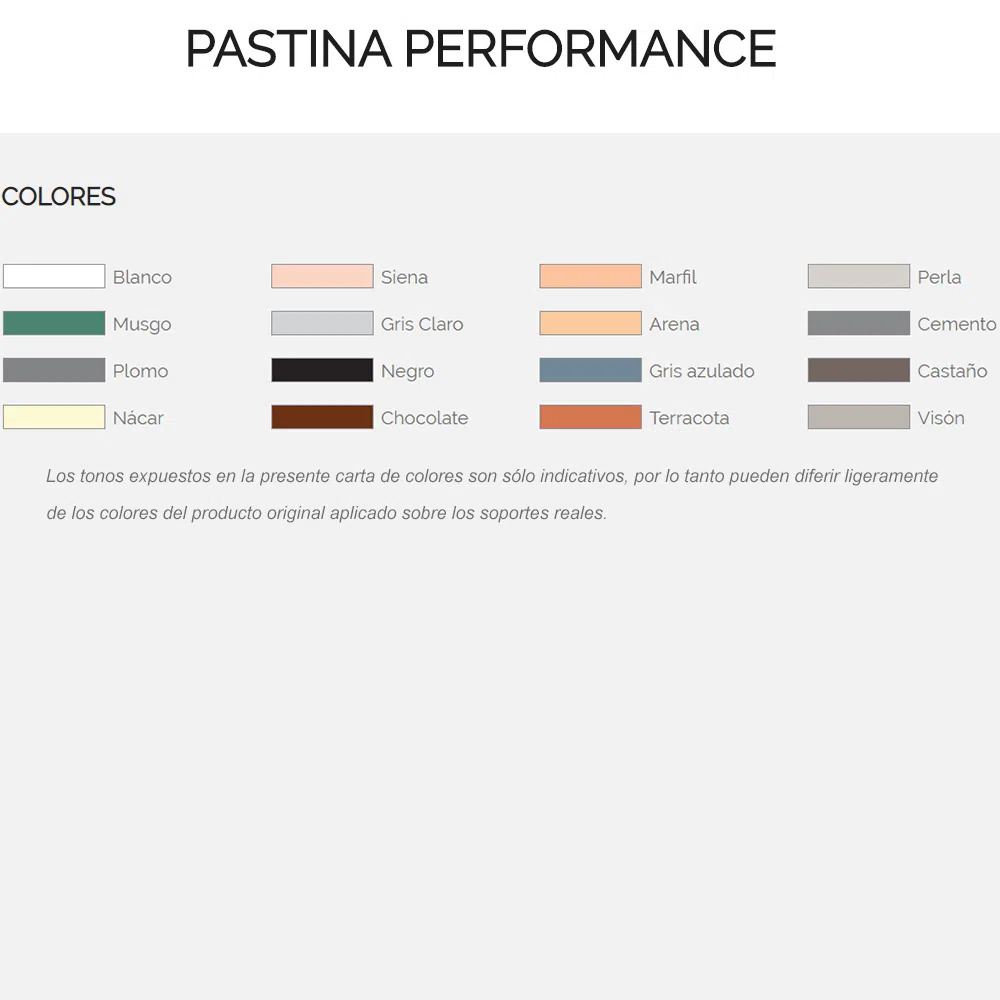 PASTINA PERFORMANCE
COLORES
Blanco Siena Marfil Perla
Musgo Gris Claro Arena Cemento
Plomo Negro Gris azulado Castaño
Nácar Chocolate Terracota Visón
Los tonos expuestos en la presente carta de colores son sólo indicativos, por lo tanto pueden diferir ligeramente
de los colores del producto original aplicado sobre los soportes reales.